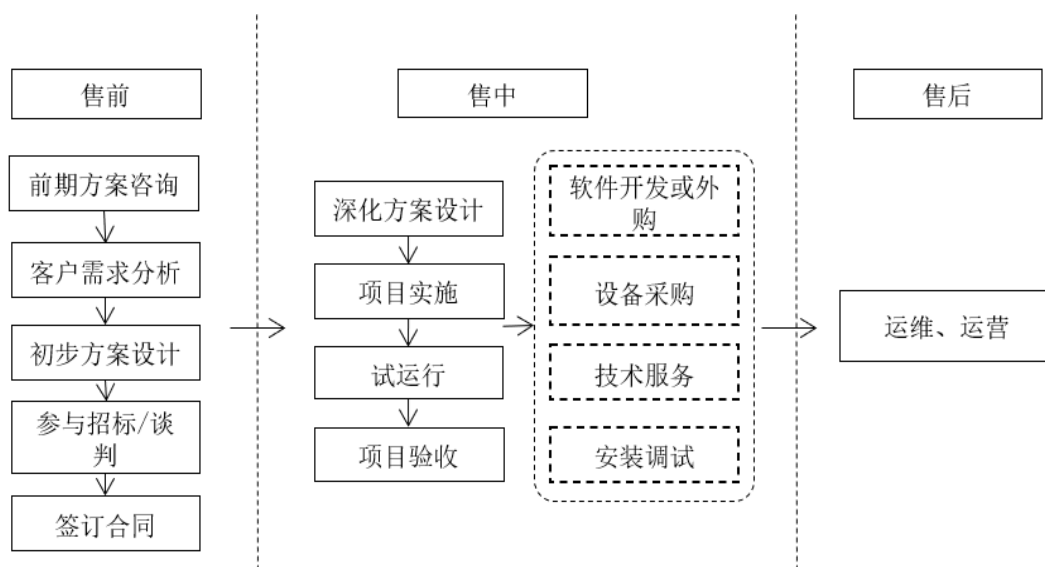 售前
售中
售后
前期方案咨询
客户需求分析
初步方案设计
参与招标/谈
判
签订合同
深化方案设计
项目实施
试运行
项目验收
软件开发或外
购
设备采购
技术服务
安装调试
运维、运营